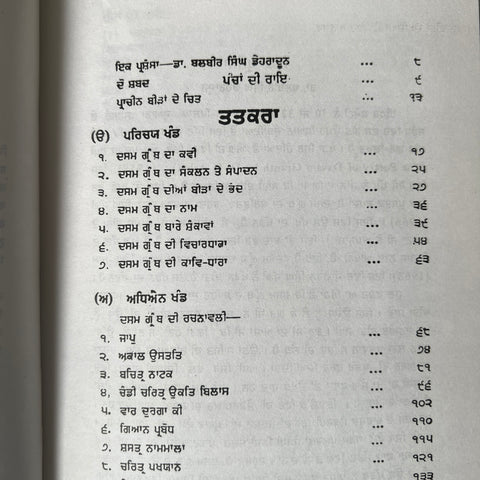 ਇਕ ਪ੍ਰਸ਼ੰਸਾ—ਡਾ. ਬਲਬੀਰ ਸਿੰਘ ਡੇਹਰਾਦੂਨ ... ੮
ਦੋ ਸ਼ਬਦ ਪੰਚਾਂ ਦੀ ਰਾਇ ... ੯
ਪ੍ਰਾਚੀਨ ਬੀੜਾਂ ਦੇ ਚਿਤ੍ਰ ... ੧੩
ਤਤਕਰਾ
(ੳ) ਪਰਿਚਯ ਖੰਡ
੧. ਦਸਮ ਗ੍ਰੰਥ ਦਾ ਕਵੀ ... ੧੭
੨. ਦਸਮ ਗ੍ਰੰਥ ਦਾ ਸੰਕਲਨ ਤੇ ਸੰਪਾਦਨ ... ੨੫
੩. ਦਸਮ ਗ੍ਰੰਥ ਦੀਆਂ ਬੀੜਾਂ ਦੇ ਭੇਦ ... ੨੭
੪. ਦਸਮ ਗ੍ਰੰਥ ਦਾ ਨਾਮ ... ੩੬
੫. ਦਸਮ ਗ੍ਰੰਥ ਬਾਰੇ ਸ਼ੰਕਾਵਾਂ ... ੩੯
੬. ਦਸਮ ਗ੍ਰੰਥ ਦੀ ਵਿਚਾਰਧਾਰਾ ... ੫੪
੭. ਦਸਮ ਗ੍ਰੰਥ ਦੀ ਕਾਵਿ-ਧਾਰਾ ... ੬੩
(ਅ) ਅਧਿਐਨ ਖੰਡ
ਦਸਮ ਗ੍ਰੰਥ ਦੀ ਰਚਨਾਵਲੀ—
੧. ਜਾਪੁ ... ੬੮
੨. ਅਕਾਲ ਉਸਤਤਿ ... ੭੪
੩. ਬਚਿਤ੍ਰ ਨਾਟਕ ... ੮੧
੪, ਚੰਡੀ ਚਰਿਤ੍ਰ ਉਕਤਿ ਬਿਲਾਸ ... ੯੬
੫. ਵਾਰ ਦੁਰਗਾ ਕੀ ... ੧੦੨
੬. ਗਿਆਨ ਪ੍ਰਬੋਧ ... ੧੧੦
੭. ਸ਼ਸਤ੍ਰ ਨਾਮਮਾਲਾ ... ੧੧੫
੮. ਚਰਿਤ੍ਰ ਪਖਯਾਨ ... ੧੨੧
... ੧੩੩